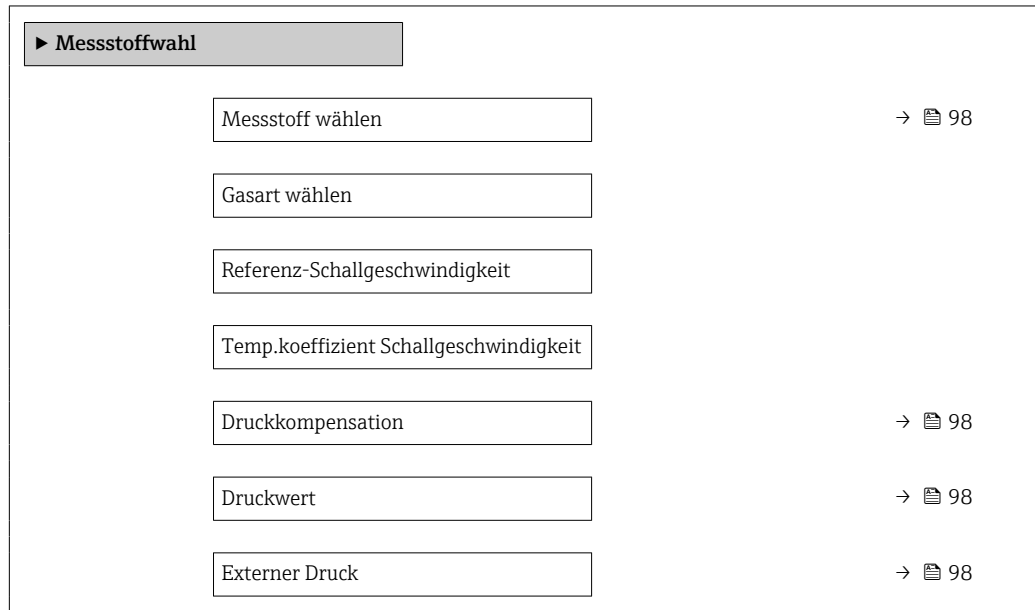 ▶ Messstoffwahl
Messstoff wählen → 98
Gasart wählen
Referenz-Schallgeschwindigkeit
Temp.koeffizient Schallgeschwindigkeit
Druckkompensation → 98
Druckwert → 98
Externer Druck → 98